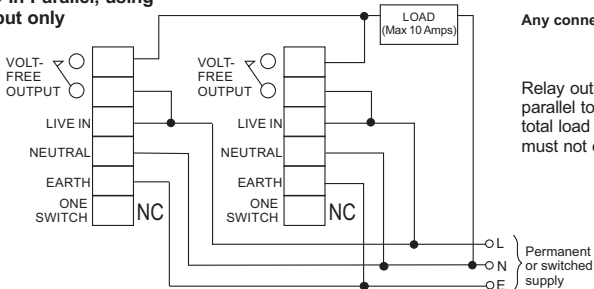 in Parallel, using
out only
LOAD
(Max 10 Amps)
Any conne
VOLT-
FREE
OUTPUT
LIVE IN
NEUTRAL
EARTH
ONE
SWITCH
NC
VOLT-
FREE
OUTPUT
LIVE IN
NEUTRAL
EARTH
ONE
SWITCH
NC
Relay out
parallel to
total load
must not
L
N
E
Permanent
or switched
supply